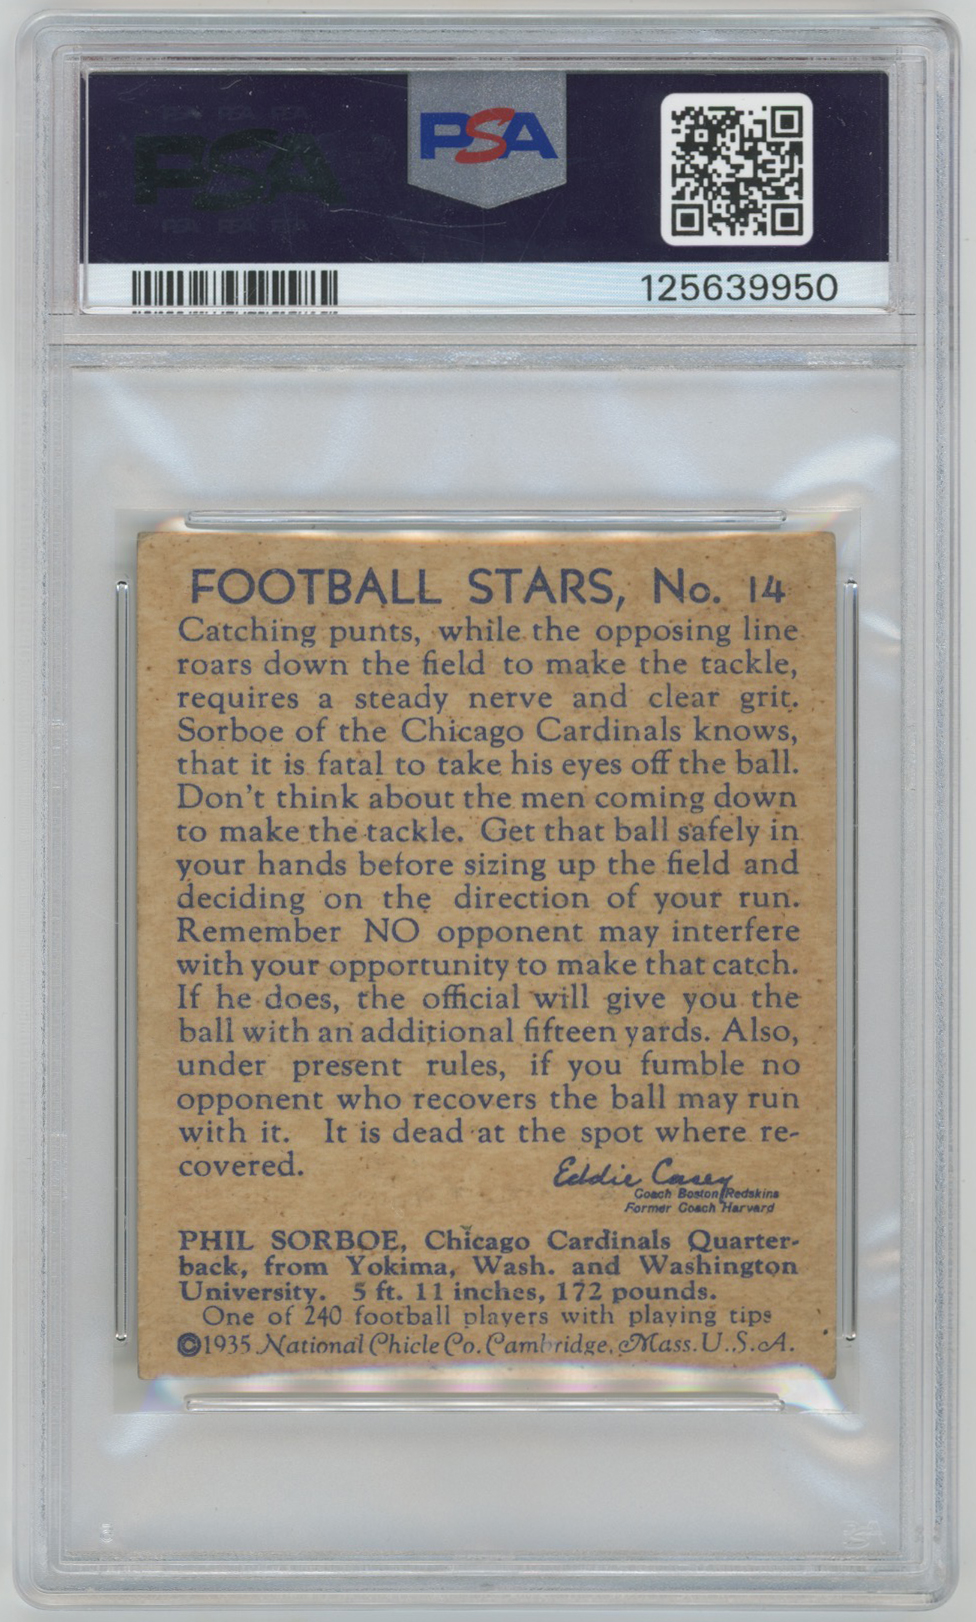 PSA PSA PSA
PSA
PSA PSA PSA
PSA
125639950
FOOTBALL STARS, No. 14
Catching punts, while the opposing line
roars down the field to make the tackle,
requires a steady nerve and clear grit.
Sorboe of the Chicago Cardinals knows,
that it is fatal to take his eyes off the ball.
Don't think about the men coming down
to make the tackle. Get that ball safely in
your hands before sizing up the field and
deciding on the direction of your run.
Remember NO opponent may interfere
with your opportunity to make that catch.
If he does, the official will give you the
ball with an additional fifteen yards. Also,
under present rules, if you fumble no
opponent who recovers the ball may run
with it. It is dead at the spot where re-
covered.
Eddie Casey
Coach Boston Redskins
Former Coach Harvard
PHIL SORBOE, Chicago Cardinals Quarter-
back, from Yokima, Wash. and Washington
University. 5 ft. 11 inches, 172 pounds.
One of 240 football players with playing tips
©1935 National Chicle Co. Cambridge, Mass. U.S.A.